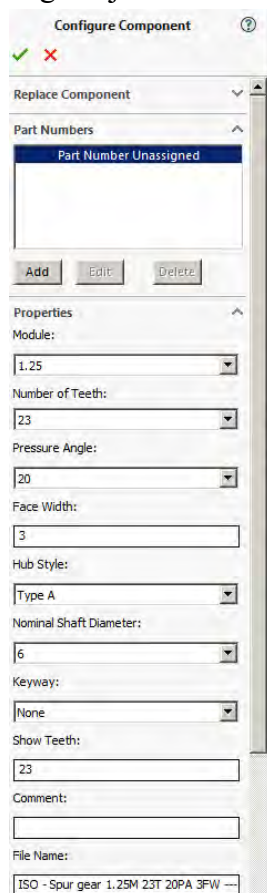 Configure Component
Replace Component
Part Numbers
Part Number Unassigned
Add Edit Delete
Properties
Module:
1.25
Number of Teeth:
23
Pressure Angle:
20
Face Width:
3
Hub Style:
Type A
Nominal Shaft Diameter:
6
Keyway:
None
Show Teeth:
23
Comment:
File Name:
ISO - Spur gear 1.25M 23T 20PA 3FW ---